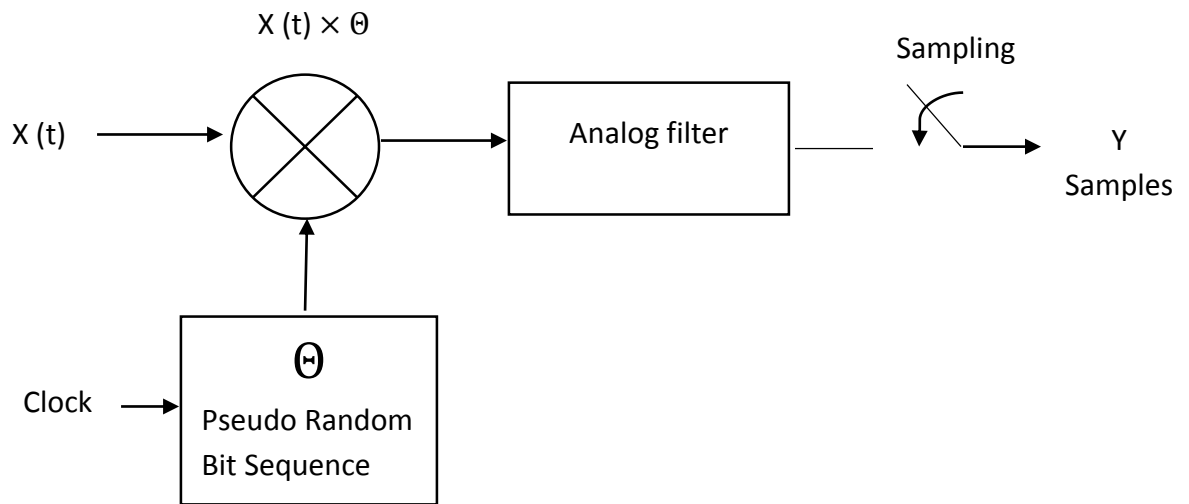 X (t) × Θ
Sampling
X (t)
Analog filter
Y
Samples
Θ
Clock
Pseudo Random
Bit Sequence